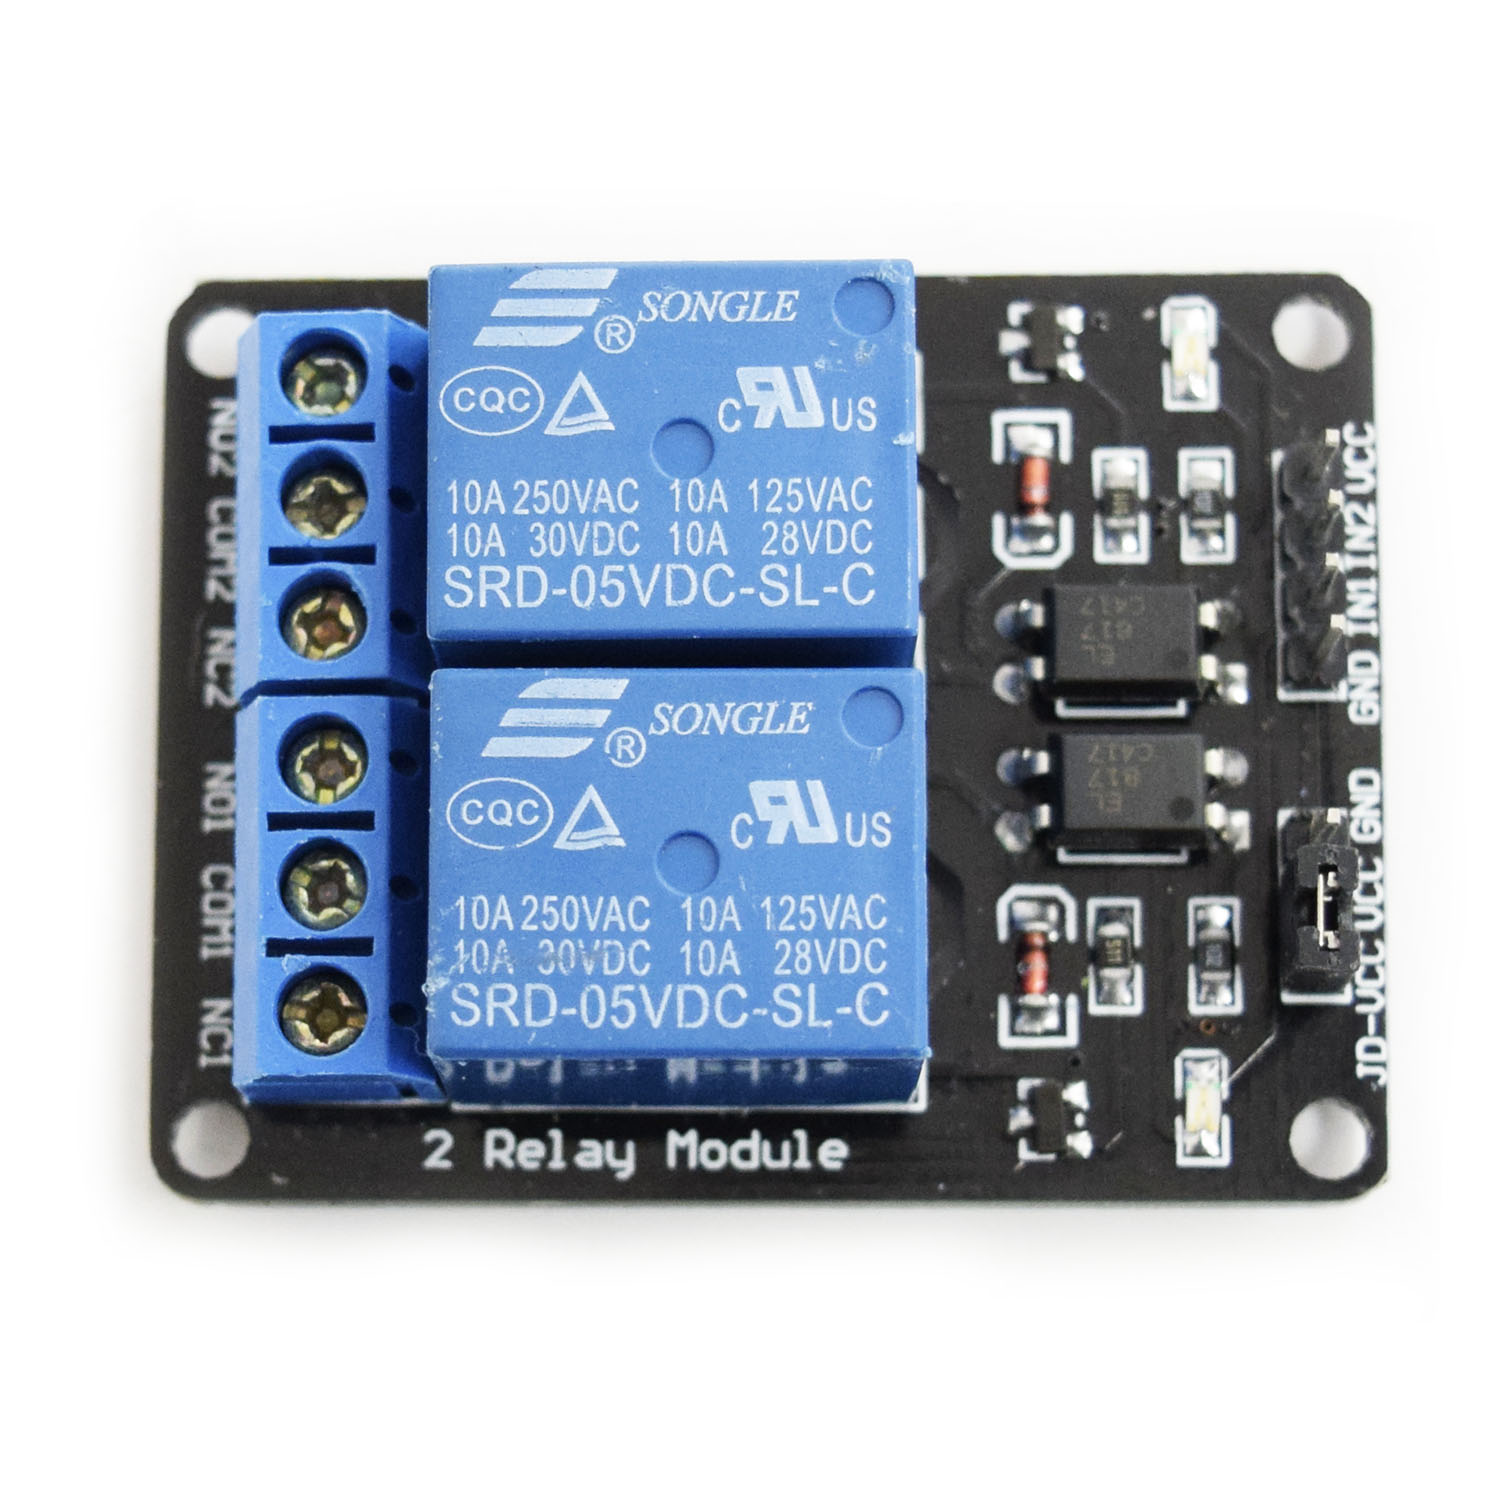 SONGLE
®
CQC
C RU US
10A 250VAC 10A 125VAC
10A 30VDC 10A 28VDC
SRD-05VDC-SL-C
SONGLE
®
CQC
C RU US
10A 250VAC 10A 125VAC
10A 30VDC 10A 28VDC
SRD-05VDC-SL-C
2 Relay Module
NO2 COM2 NC2
NO1 COM1 NC1
EL
817
C417
EL
817
C417
GND IN1 IN2 VCC
JD-VCC VCC GND